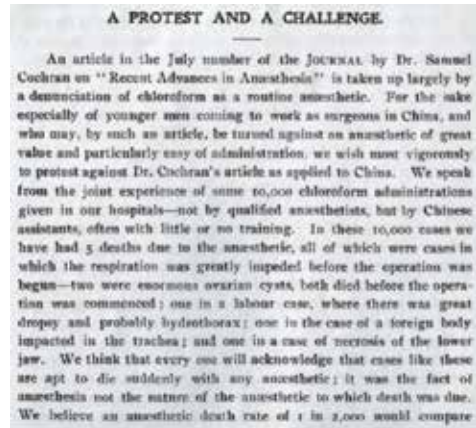 A PROTEST AND A CHALLENGE.
An article in the July number of the JOURNAL by Dr. Samuel
Cochran on "Recent Advances in Anæsthesia" is taken up largely by
a denunciation of chloroform as a routine anæsthetic. For the sake
especially of younger men coming to work as surgeons in China, and
who may, by such an article, be turned against an anæsthetic of great
value and particularly easy of administration, we wish most vigorously
to protest against Dr. Cochran's article as applied to China. We speak
from the joint experience of some 10,000 chloroform administrations
given in our hospitals—not by qualified anæsthetists, but by Chinese
assistants, often with little or no training. In these 10,000 cases we
have had 5 deaths due to the anæsthetic, all of which were cases in
which the respiration was greatly impeded before the operation was
begun—two were enormous ovarian cysts, both died before the opera-
tion was commenced; one in a labour case, where there was great
dropsy and probably hydrothorax; one in the case of a foreign body
impacted in the trachea; and one in a case of necrosis of the lower
jaw. We think that every one will acknowledge that cases like these
are apt to die suddenly with any anæsthetic; it was the fact of
anæsthesia not the nature of the anæsthetic to which death was due.
We believe an anæsthetic death rate of 1 in 2,000 would compare